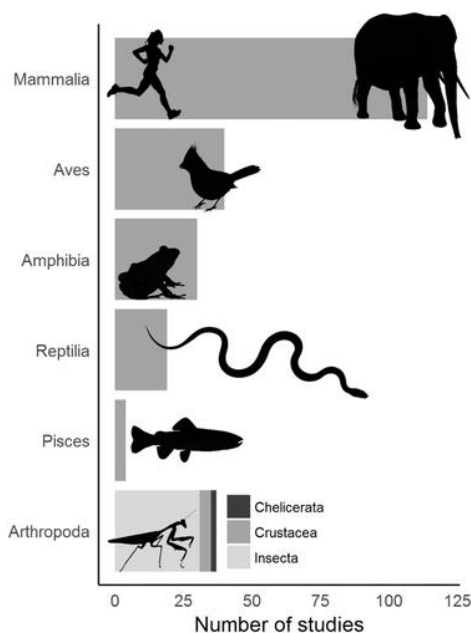 Mammalia
Aves
Amphibia
Reptilia
Pisces
Arthropoda
Chelicerata
Crustacea
Insecta
0 25 50 75 100 125
Number of studies